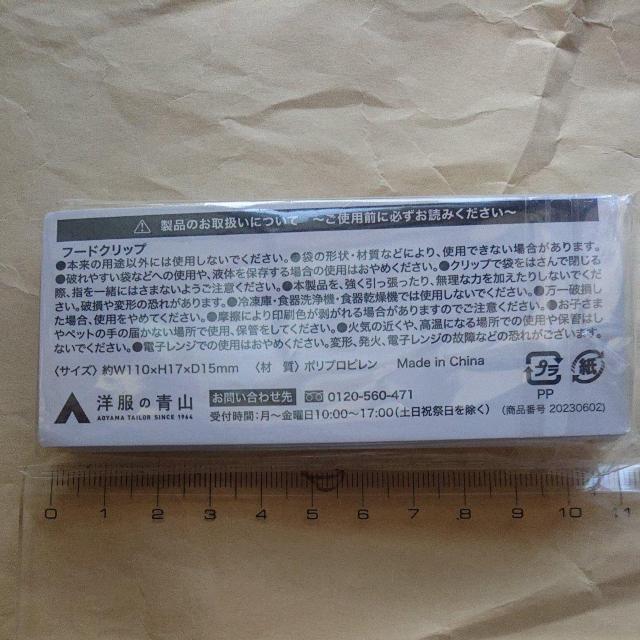 ⚠ 製品のお取扱いについて ～ご使用前に必ずお読みください～
フードクリップ
●本来の用途以外には使用しないでください。●袋の形状・材質などにより、使用できない場合があります。
●破れやすい袋などへの使用や、液体を保存する場合の使用はおやめください。●クリップで袋をはさんで閉じる
際、指を一緒にはさまないようご注意ください。●本製品を、強く引っ張ったり、無理な力を加えたりしないでくだ
さい。破損や変形の恐れがあります。●冷凍庫・食器洗浄機・食器乾燥機では使用しないでください。●万一破損し
た場合、使用をやめてください。●摩擦により印刷色が剥がれる場合がありますのでご注意ください。●お子さま
やペットの手の届かない場所で使用、保管をしてください。●火気の近くや、高温になる場所での使用や保管はし
ないでください。●電子レンジでの使用はおやめください。変形、発火、電子レンジの故障などの恐れがございます。
〈サイズ〉約W110×H17×D15mm 〈材 質〉ポリプロピレン Made in China
プラ 紙
PP
洋服の青山
AOYAMA TAILOR SINCE 1964
お問い合わせ先 0120-560-471
受付時間:月～金曜日10:00～17:00(土日祝祭日を除く) (商品番号 20230602)
0 1 2 3 4 5 6 7 8 9 10 11